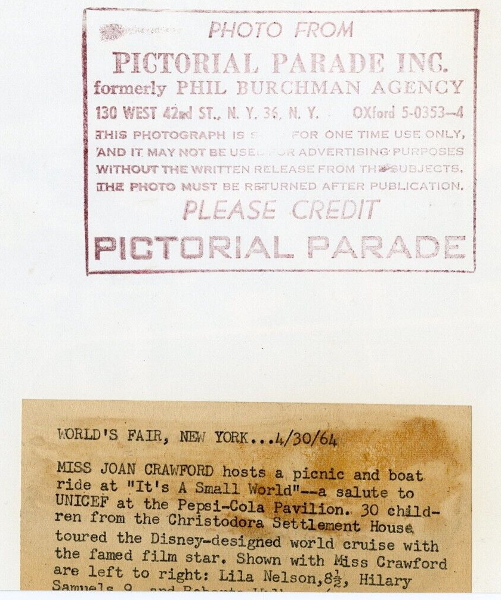 PHOTO FROM
PICTORIAL PARADE INC.
formerly PHIL BURCHMAN AGENCY
130 WEST 42nd ST., N. Y. 36, N. Y. OXford 5-0353-4
THIS PHOTOGRAPH IS FOR ONE TIME USE ONLY,
AND IT MAY NOT BE USED FOR ADVERTISING PURPOSES
WITHOUT THE WRITTEN RELEASE FROM THE SUBJECTS.
THE PHOTO MUST BE RETURNED AFTER PUBLICATION.
PLEASE CREDIT
PICTORIAL PARADE
WORLD'S FAIR, NEW YORK...4/30/64
MISS JOAN CRAWFORD hosts a picnic and boat
ride at "It's A Small World"--a salute to
UNICEF at the Pepsi-Cola Pavilion. 30 child-
ren from the Christodora Settlement House
toured the Disney-designed world cruise with
the famed film star. Shown with Miss Crawford
are left to right: Lila Nelson,8½, Hilary
Samuels 9, and Roberta